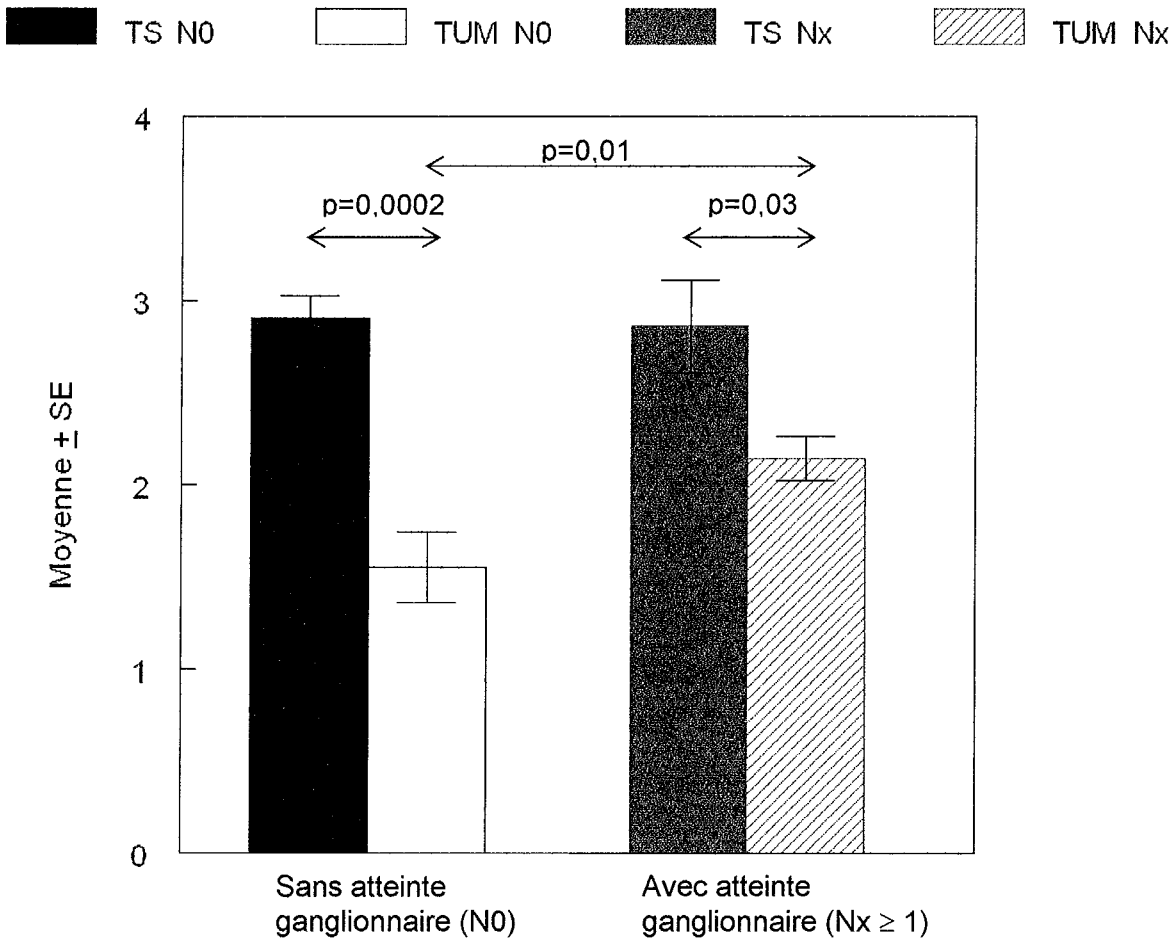 TS N0 TUM N0 TS Nx TUM Nx
4
p=0,01
p=0,0002 p=0,03
3
Moyenne ± SE
2
1
0
Sans atteinte
ganglionnaire (N0)
Avec atteinte
ganglionnaire (Nx ≥ 1)